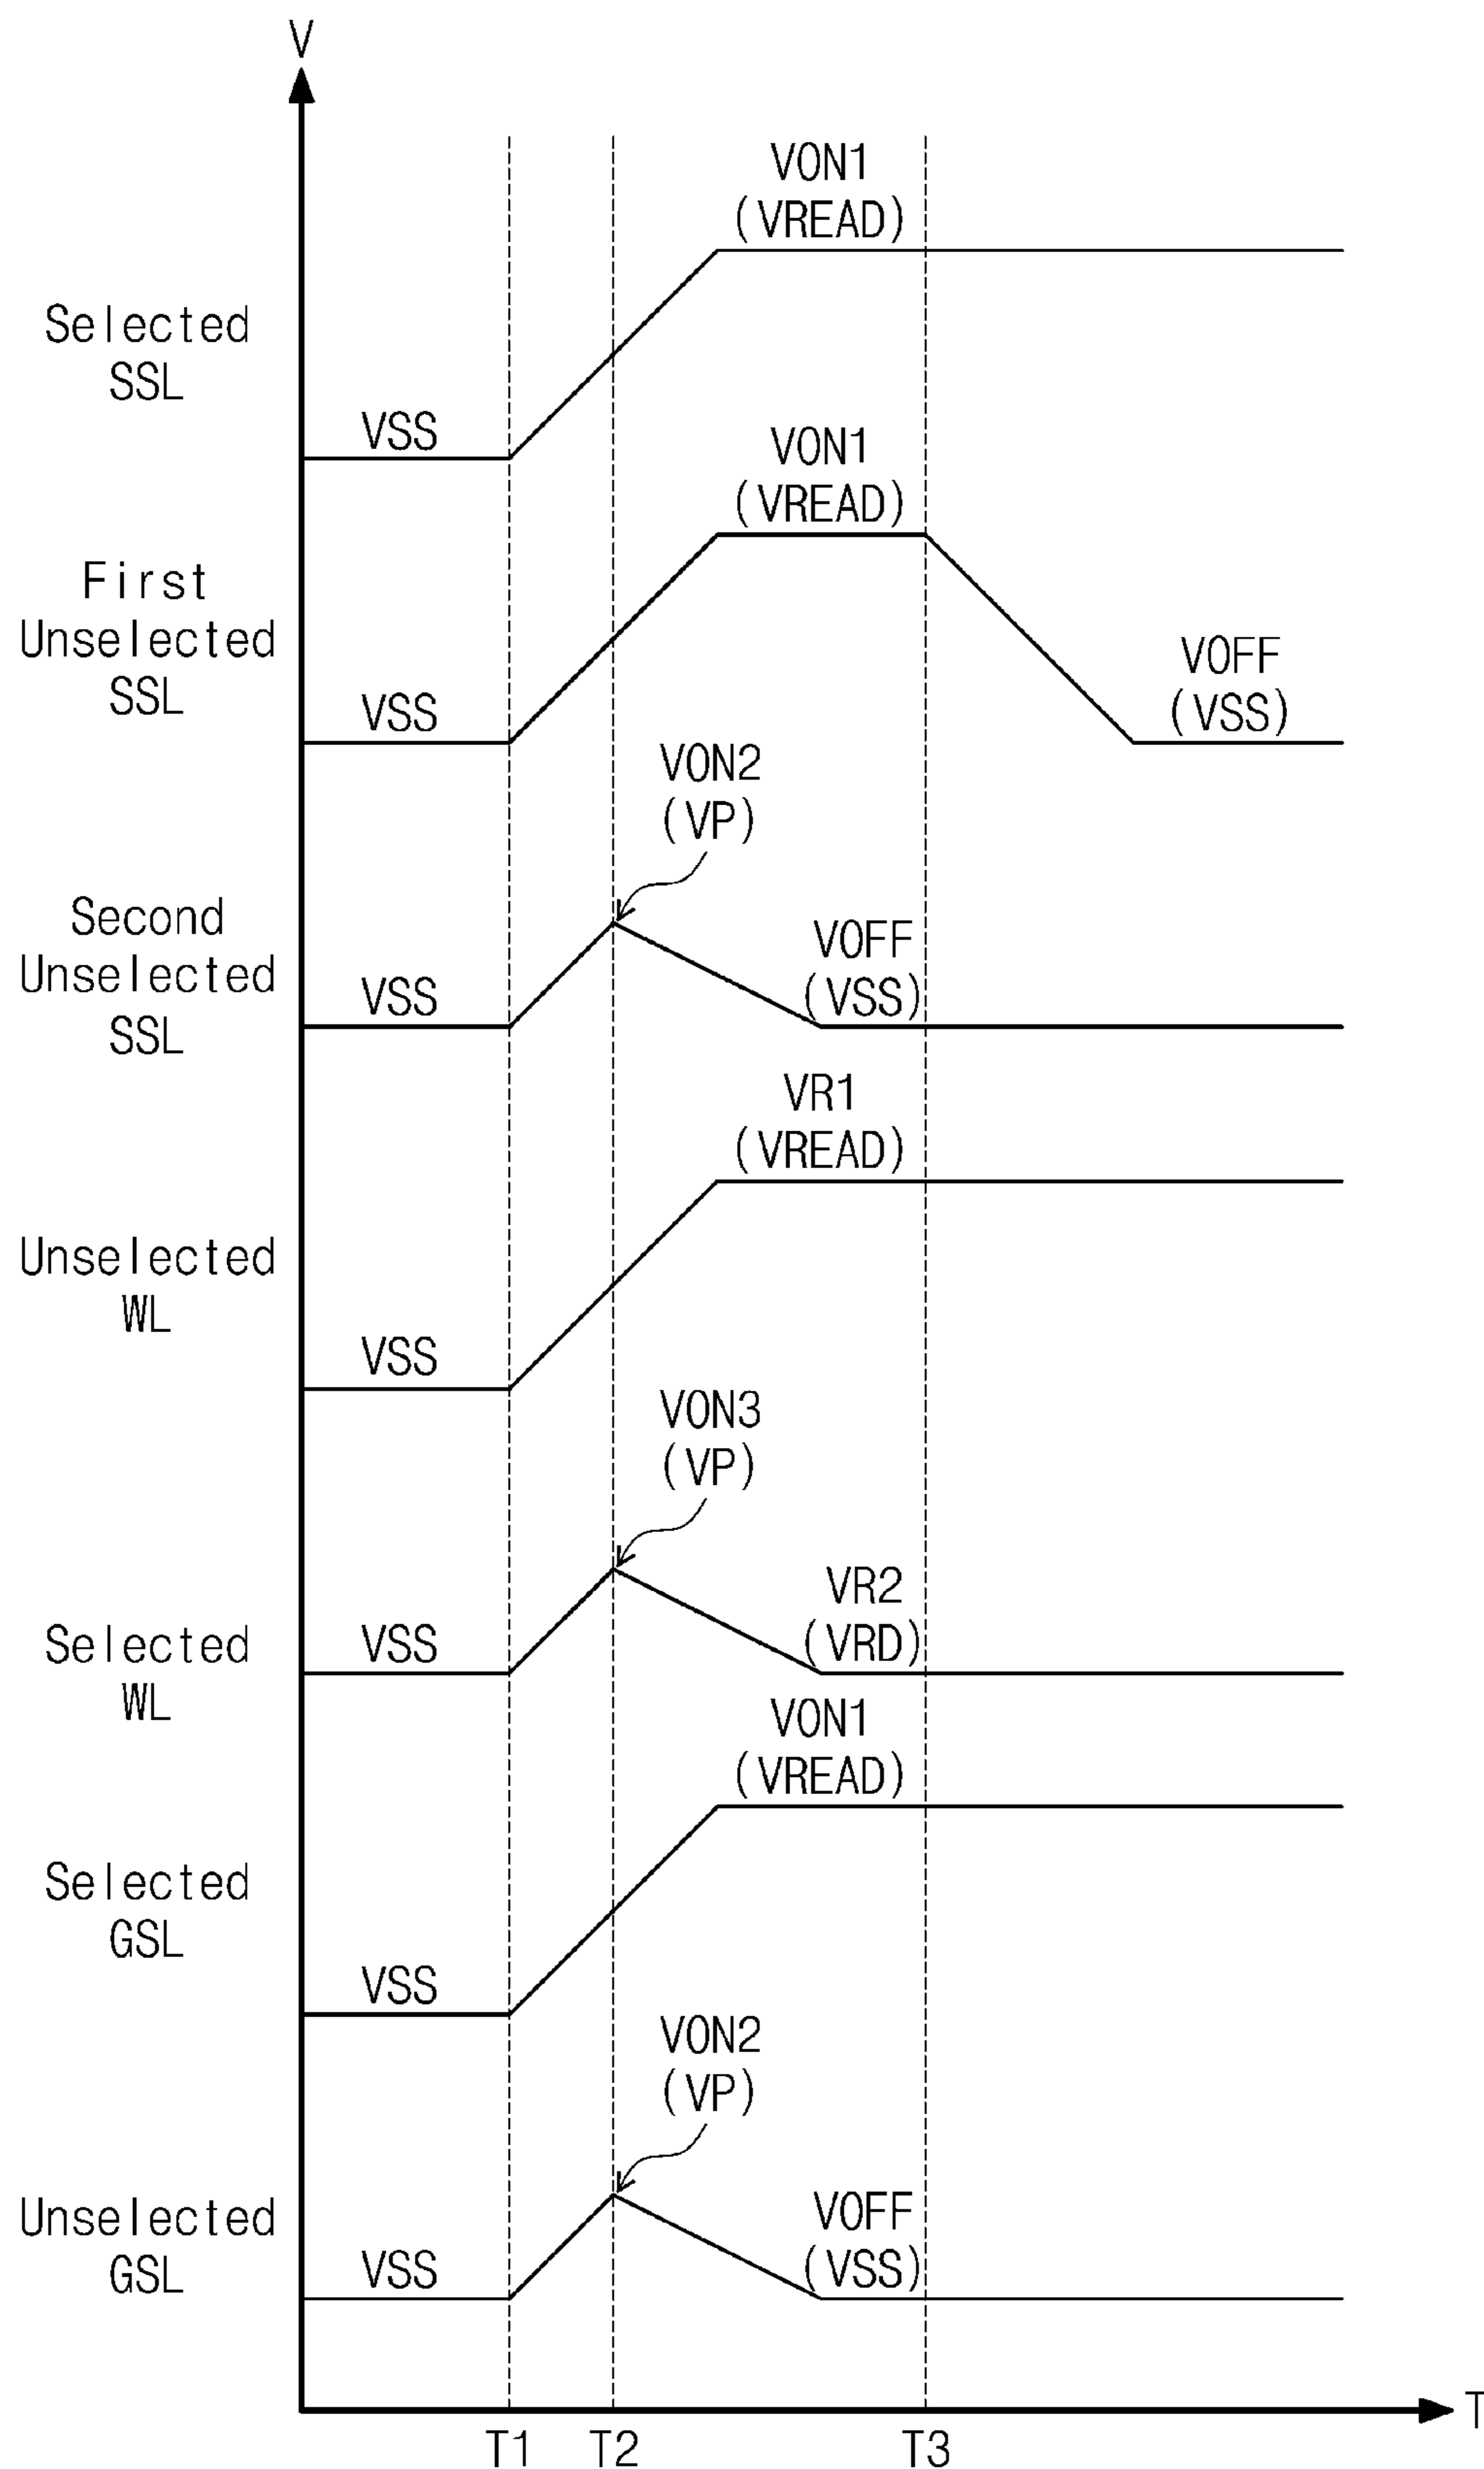 V
VON1
(VREAD)
Selected
SSL
VSS
VON1
(VREAD)
First
Unselected
SSL
VSS
VOFF
(VSS)
VON2
(VP)
Second
Unselected
SSL
VSS
VOFF
(VSS)
VR1
(VREAD)
Unselected
WL
VSS
VON3
(VP)
Selected
WL
VSS
VR2
(VRD)
VON1
(VREAD)
Selected
GSL
VSS
VON2
(VP)
Unselected
GSL
VSS
VOFF
(VSS)
T
T1 T2 T3